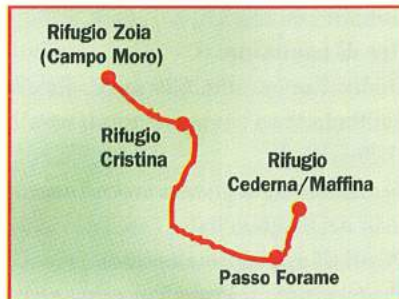 Rifugio Zoia
(Campo Moro)
Rifugio
Cristina
Rifugio
Cederna/Maffina
Passo Forame